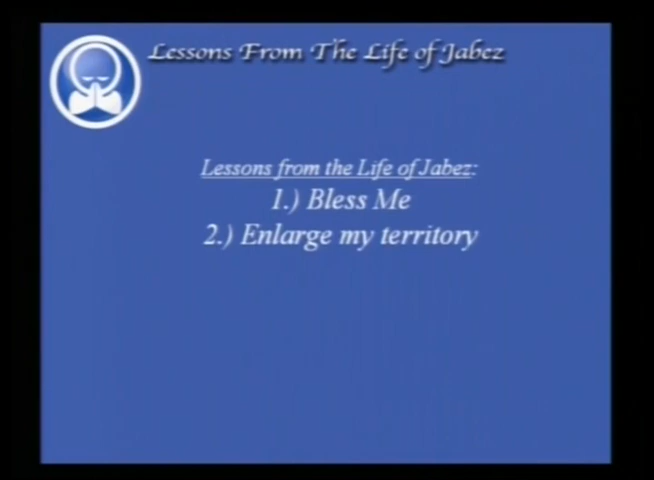 Lessons From The Life of Jabez
Lessons from the Life of Jabez:
1.) Bless Me
2.) Enlarge my territory